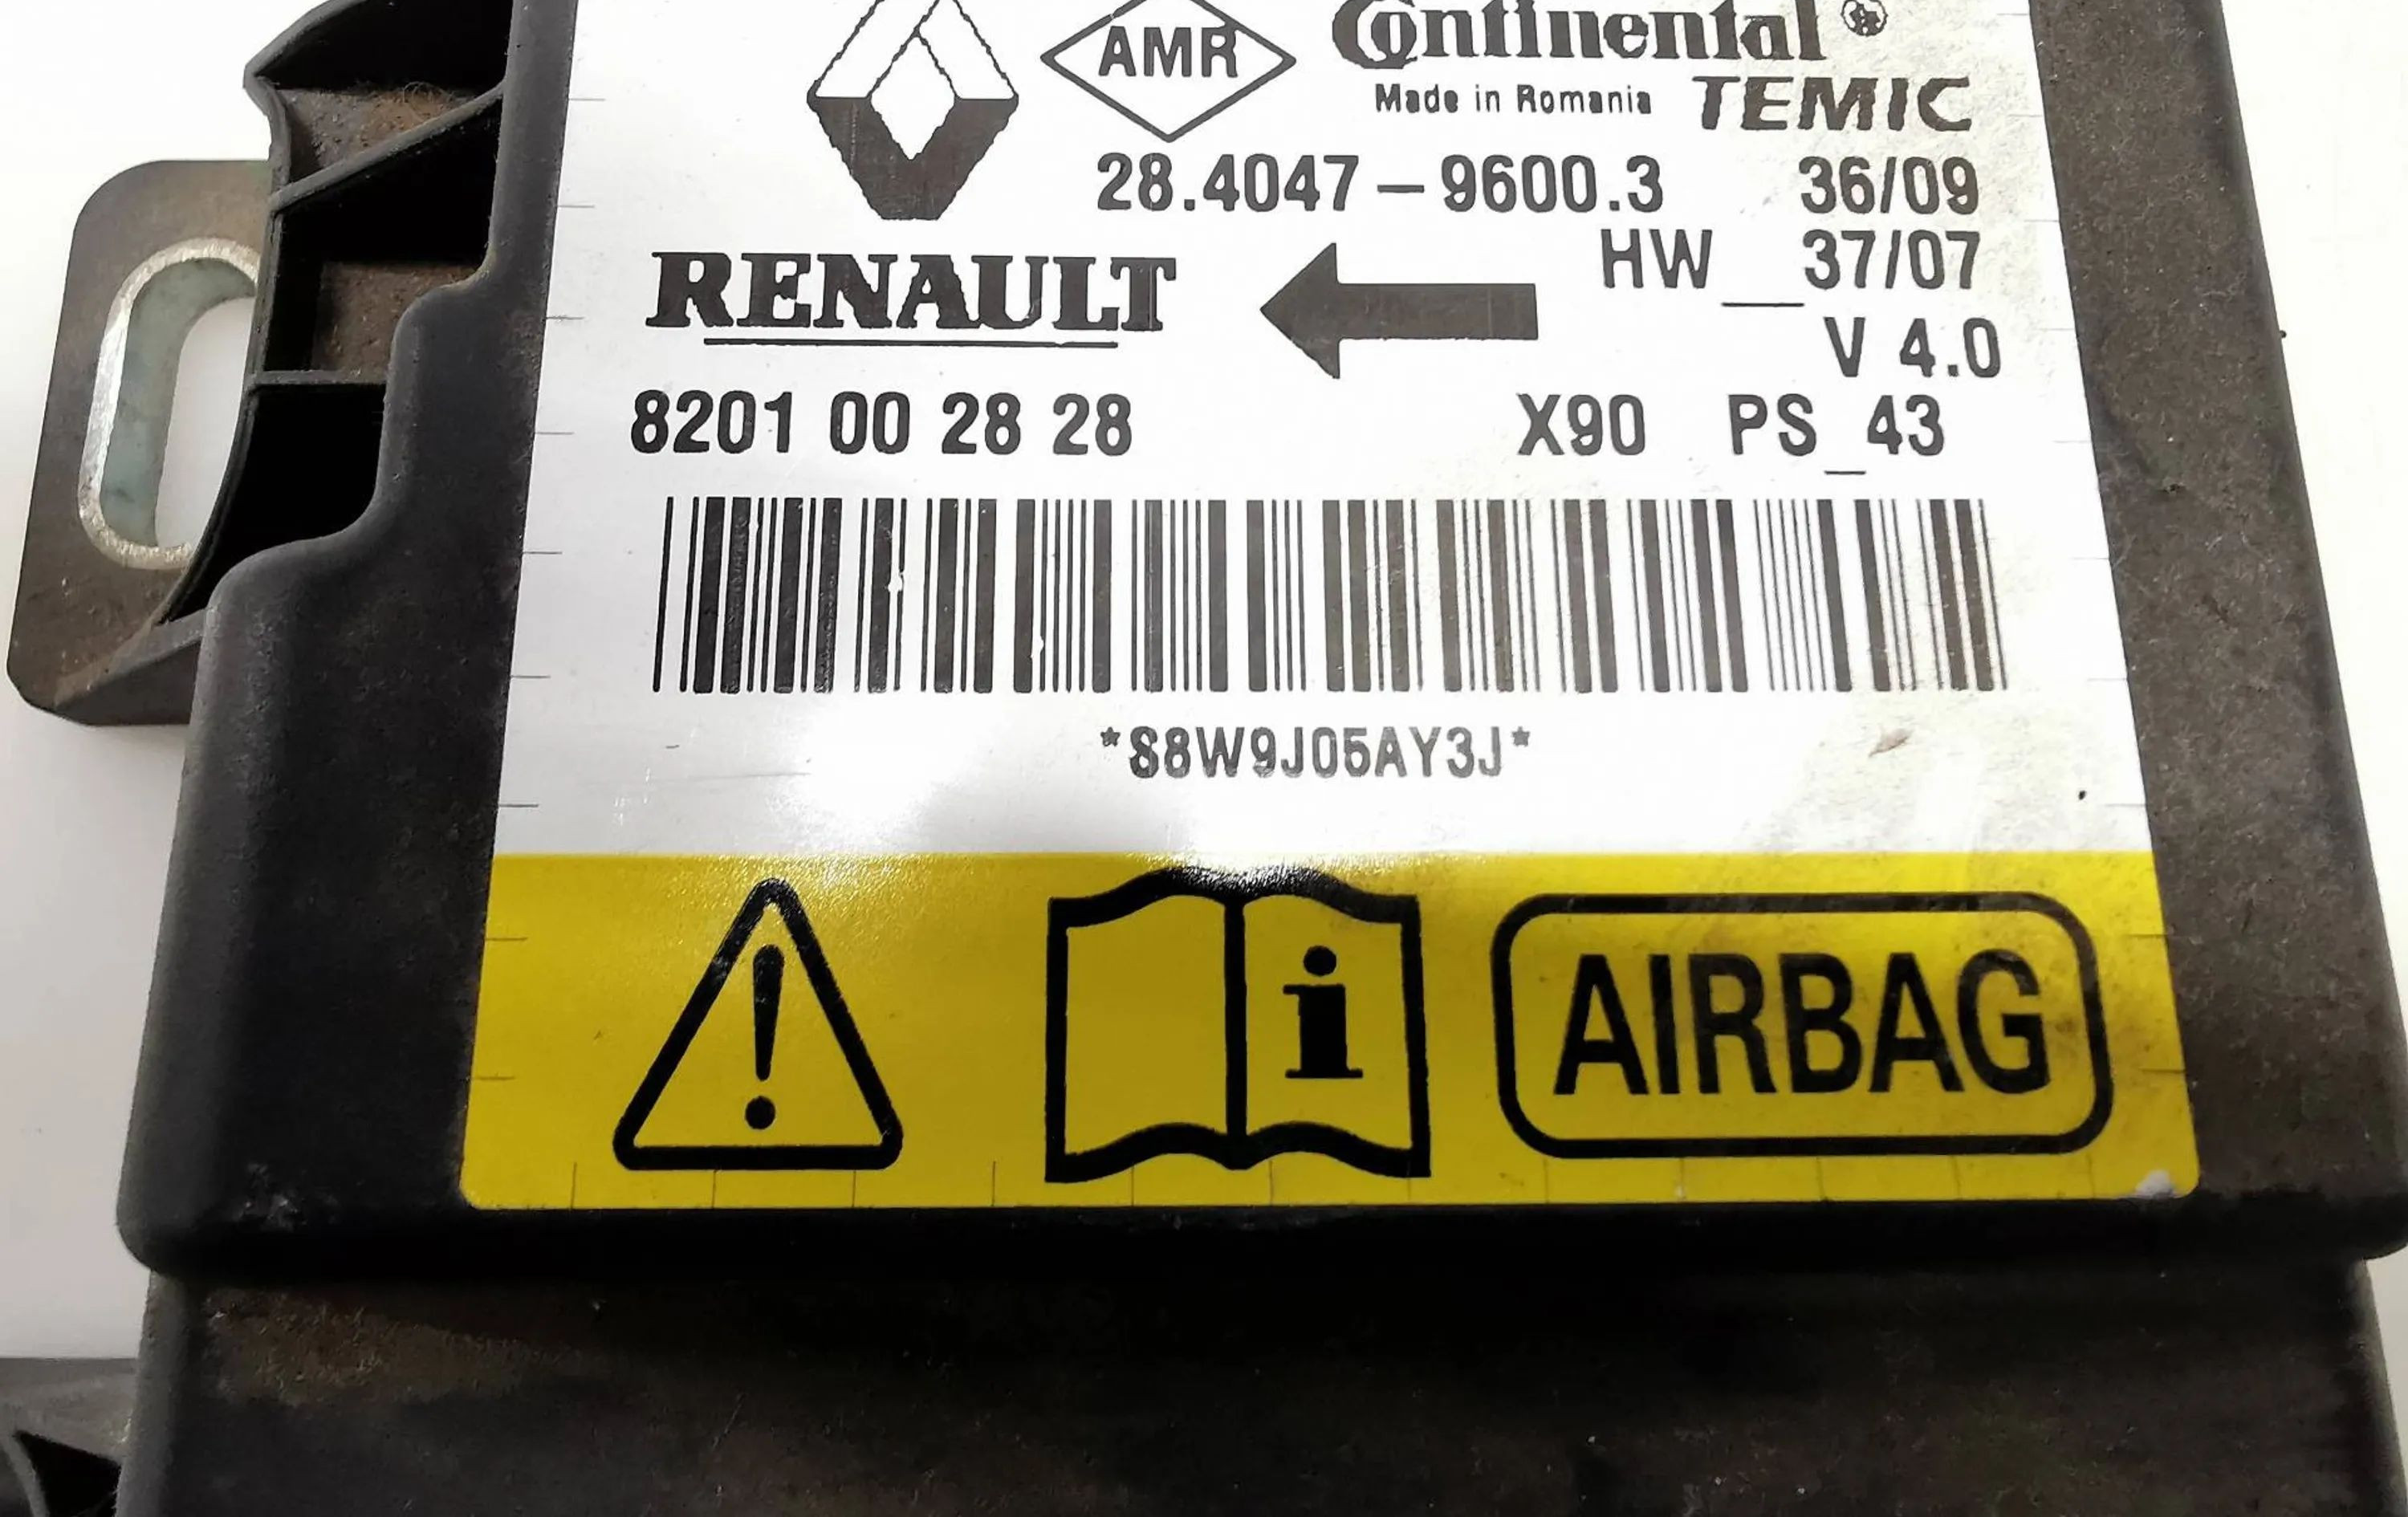 AMR
Continental
Made in Romania TEMIC
28.4047-9600.3 36/09
HW__37/07
RENAULT
V 4.0
8201 00 28 28 X90 PS_43
*S8W9J05AY3J*
i AIRBAG